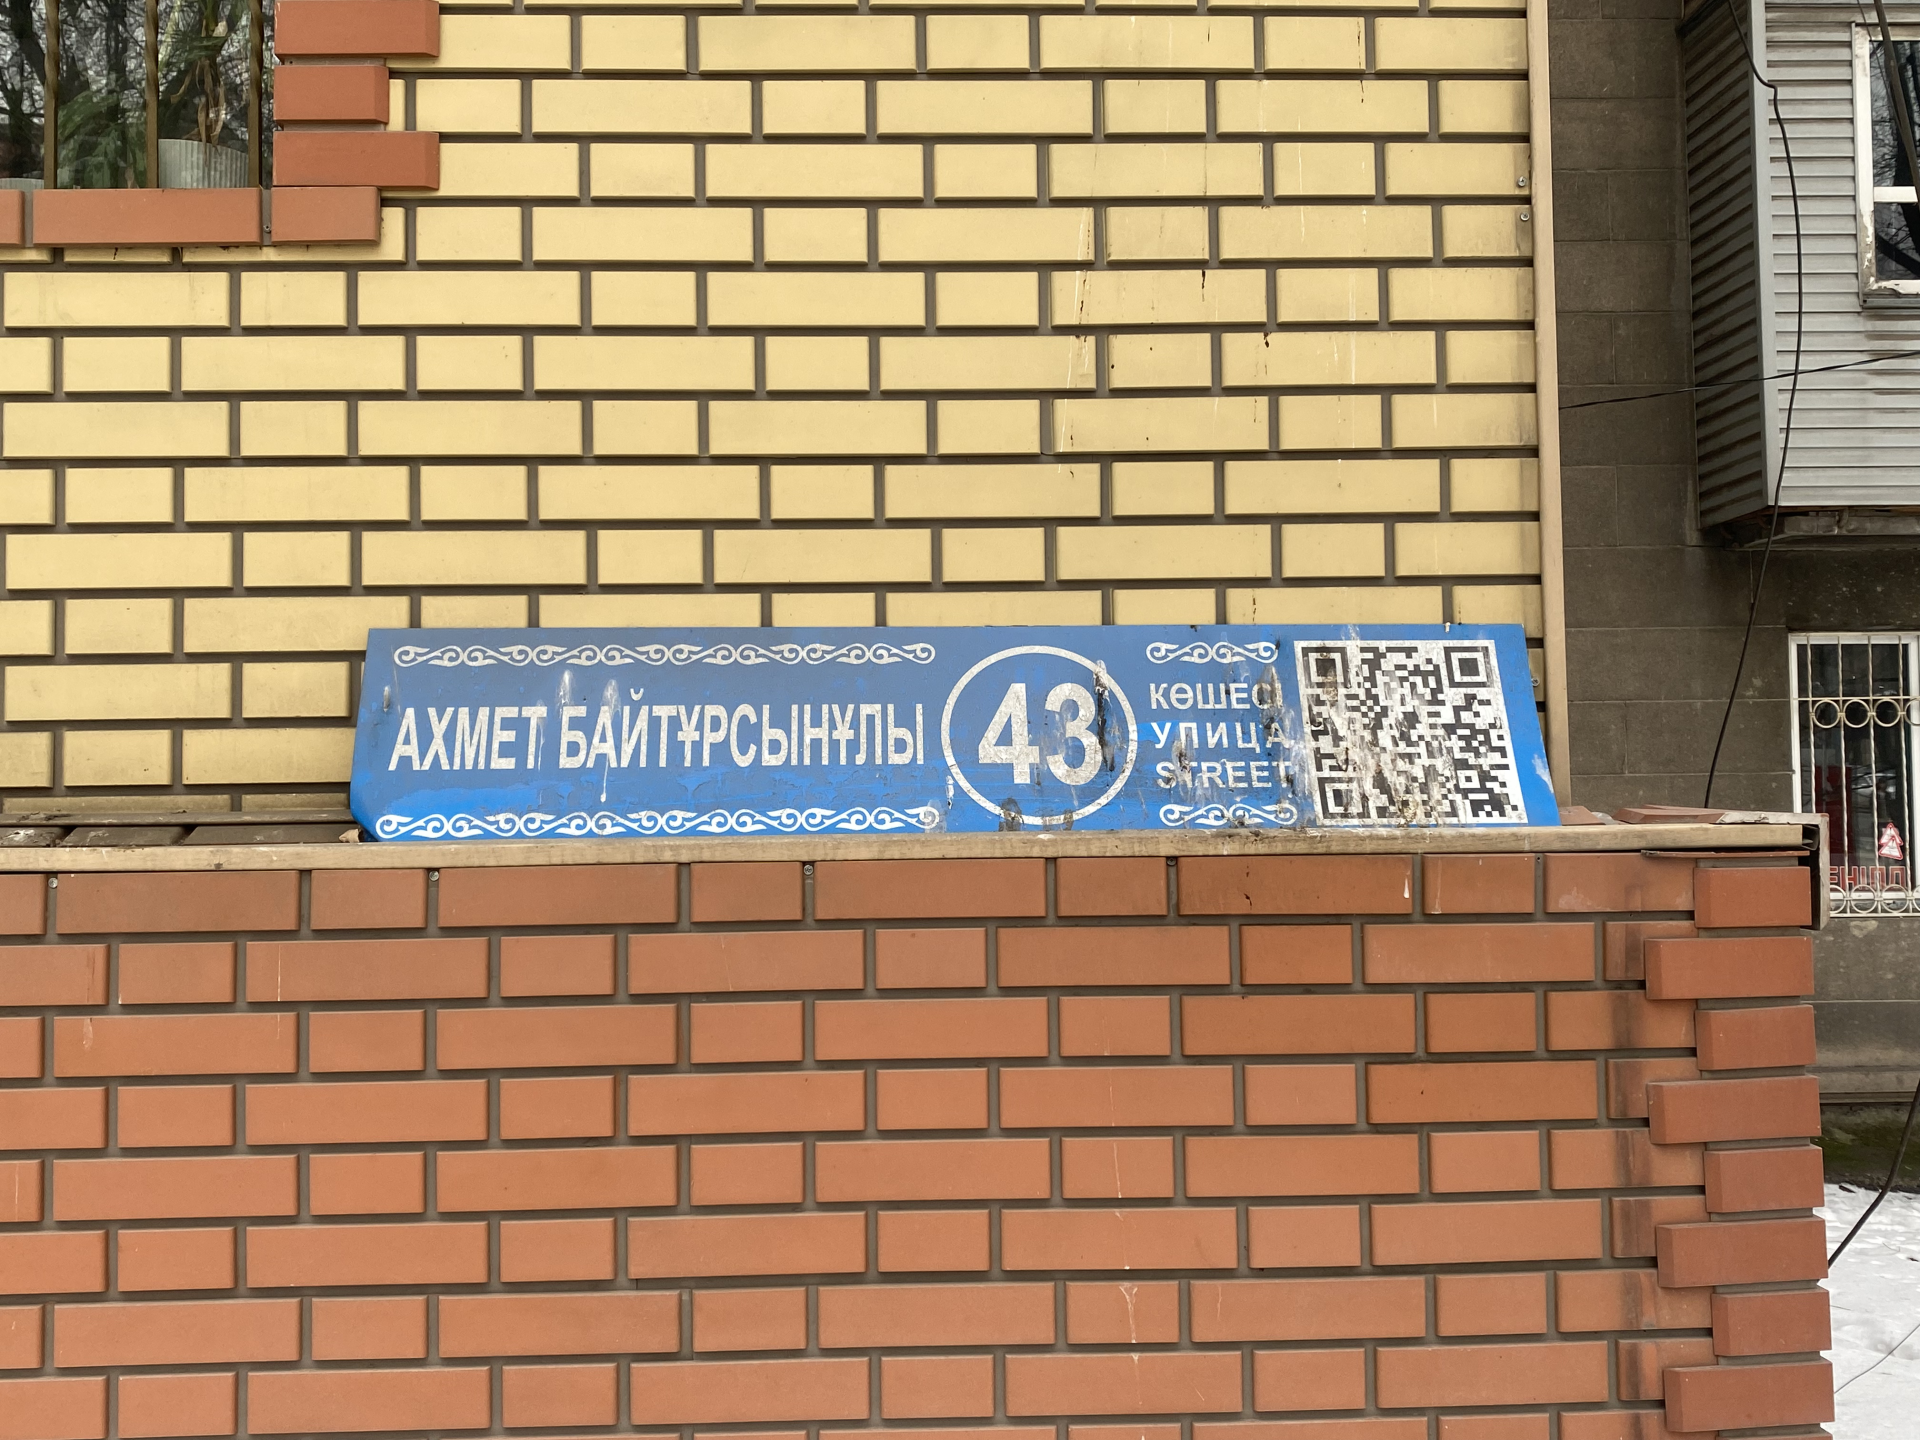 АХМЕТ БАЙТҰРСЫНҰЛЫ
43
КӨШЕСІ
УЛИЦА
STREET